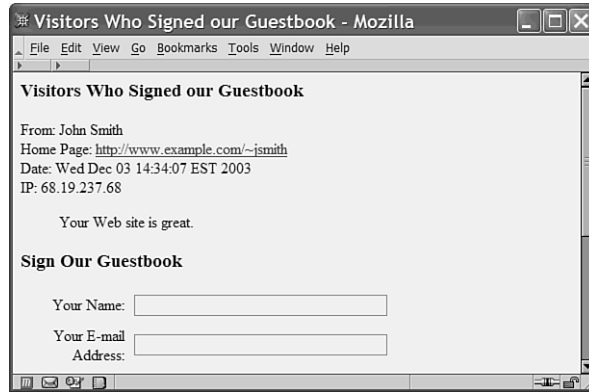 Visitors Who Signed our Guestbook - Mozilla
File Edit View Go Bookmarks Tools Window Help
Visitors Who Signed our Guestbook
From: John Smith
Home Page: http://www.example.com/~jsmith
Date: Wed Dec 03 14:34:07 EST 2003
IP: 68.19.237.68
Your Web site is great.
Sign Our Guestbook
Your Name:
Your E-mail
Address: